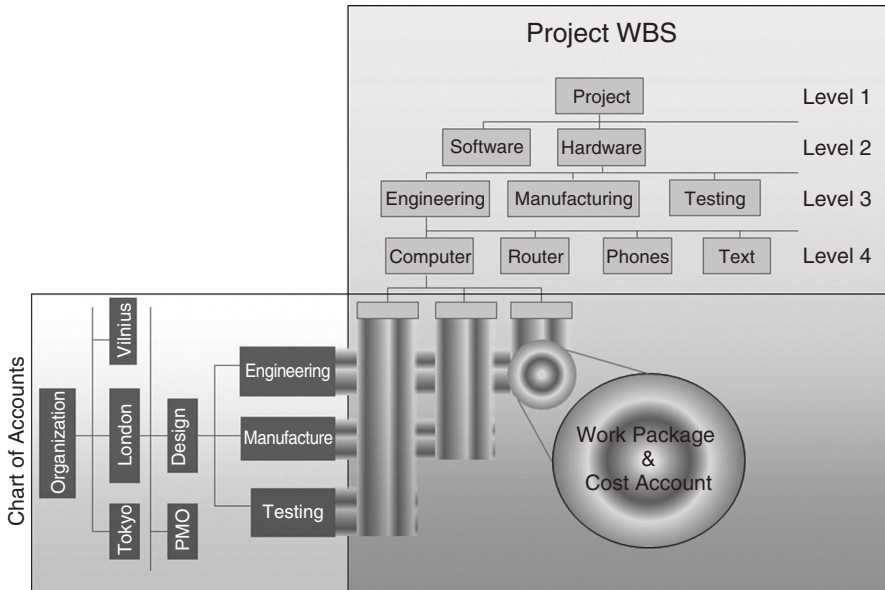 Project WBS
Project
Level 1
Software
Hardware
Level 2
Engineering
Manufacturing
Testing
Level 3
Computer
Router
Phones
Text
Level 4
Chart of Accounts
Organization
Vilnius
London
Tokyo
Design
PMO
Engineering
Manufacture
Testing
Work Package
&
Cost Account